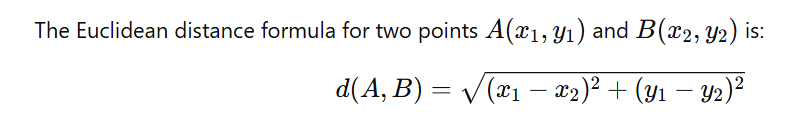 The Euclidean distance formula for two points A(x₁, y₁) and B(x₂, y₂) is:
d(A, B) = √(x₁ − x₂)² + (y₁ − y₂)²